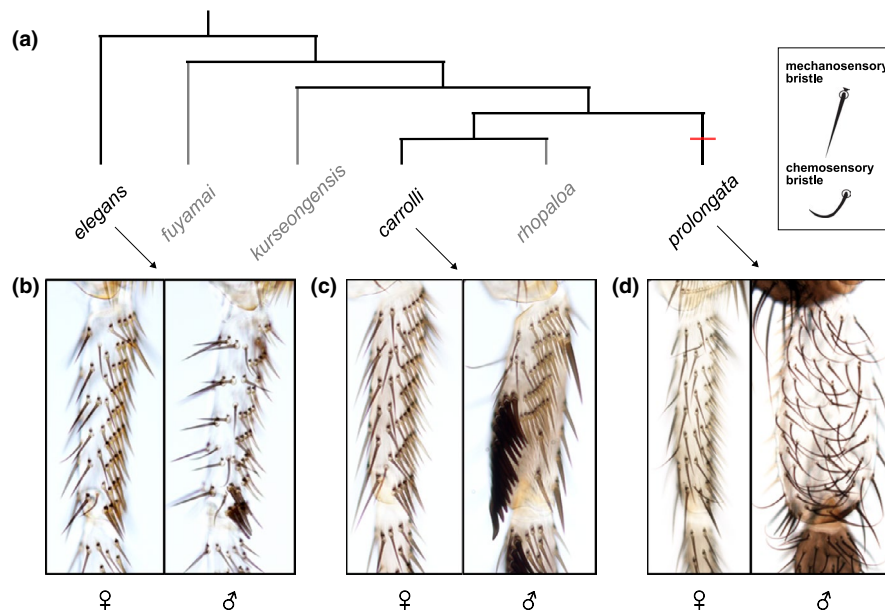 (a)
mechanosensory
bristle
chemosensory
bristle
elegans
fuyamai
kurseongensis
carrolli
rhopaloa
prolongata
(b)
(c)
(d)
♀ ♂ ♀ ♂ ♀ ♂